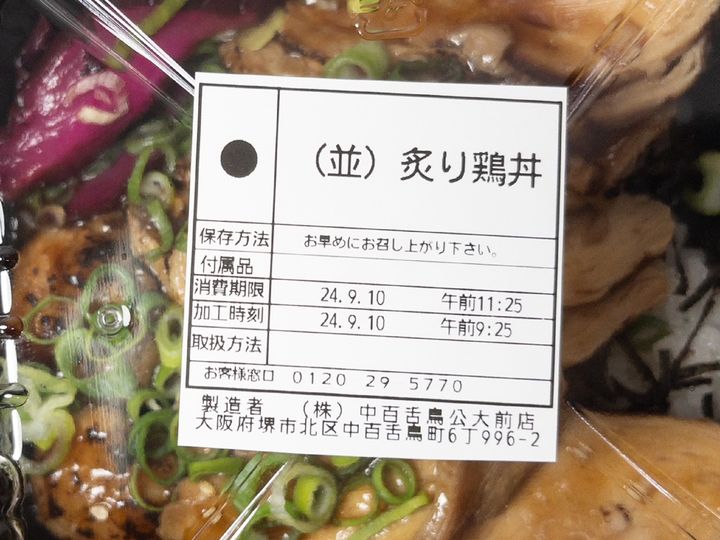 (並) 炙り鶏丼
保存方法 お早めにお召し上がり下さい。
付属品
消費期限 24.9.10 午前11:25
加工時刻 24.9.10 午前9:25
取扱方法
お客様窓口 0120 29 5770
製造者 (株) 中百舌鳥公大前店
大阪府堺市北区中百舌鳥町6丁996-2